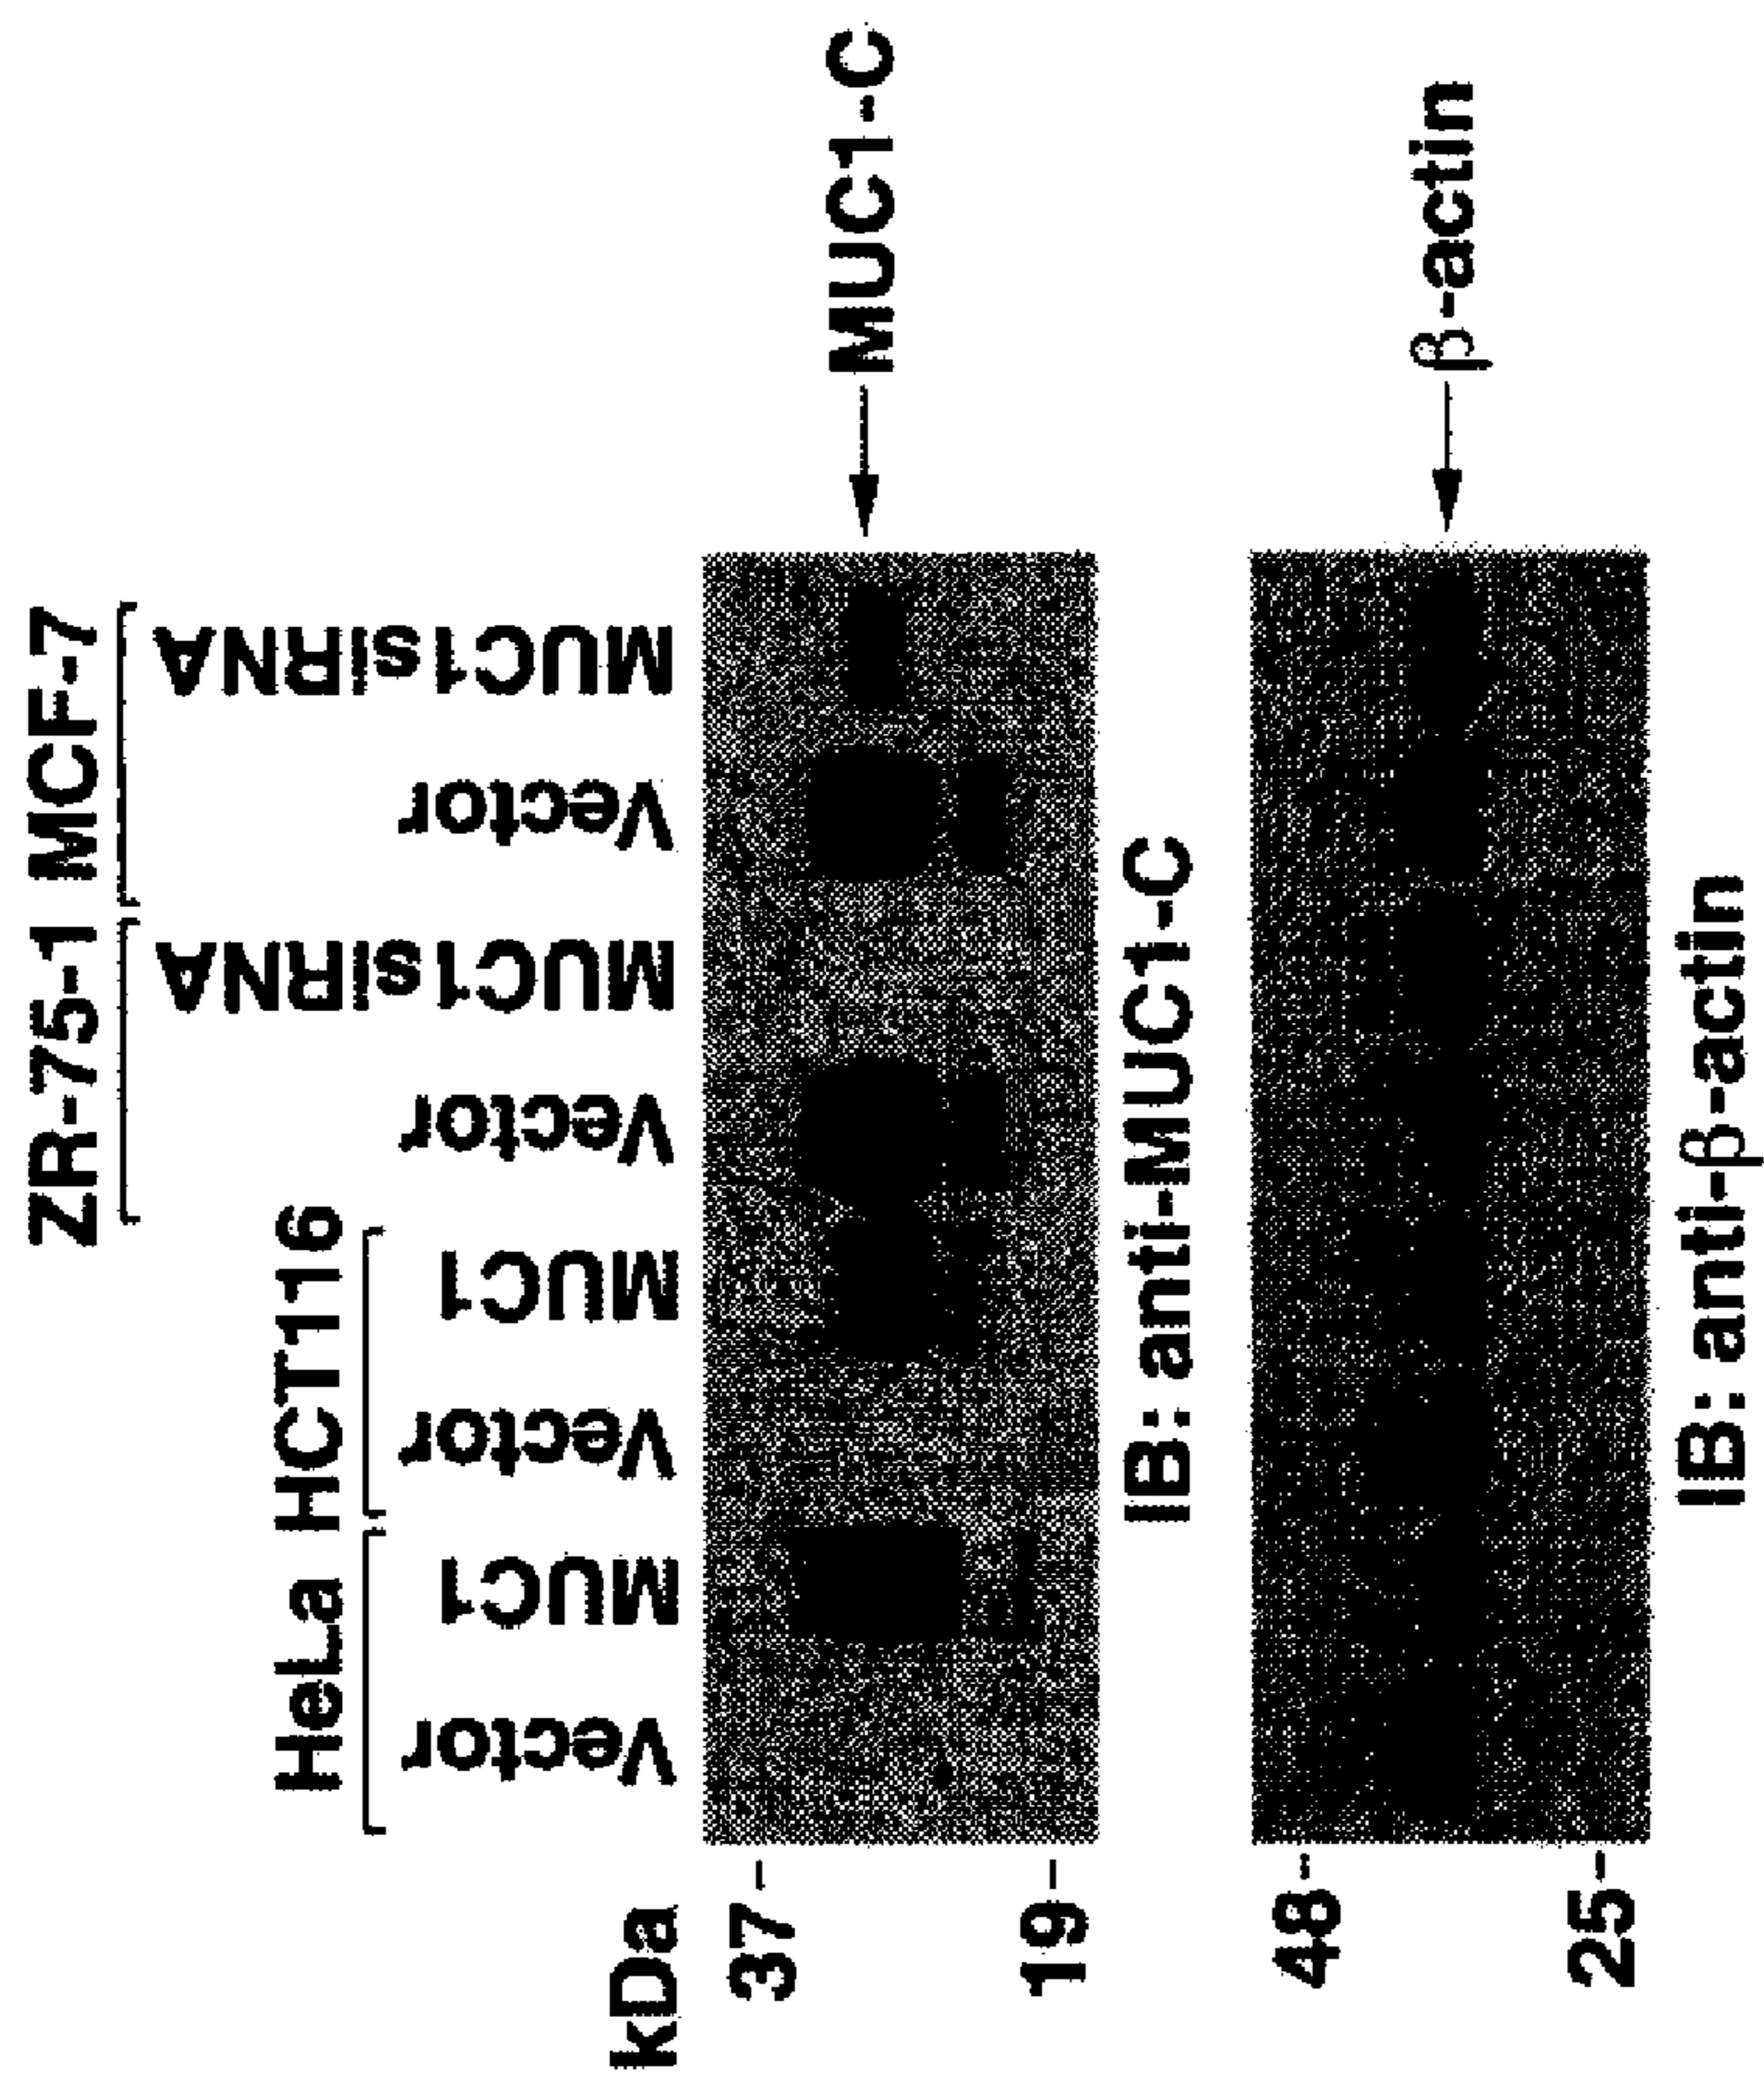 ZR-75-1 MCF-7
HeLa HCT116
kDa Vector MUC1 Vector MUC1 Vector MUC1siRNA Vector MUC1siRNA
37
19
MUC1-C
IB: anti-MUC1-C
48
25
β-actin
IB: anti-β-actin